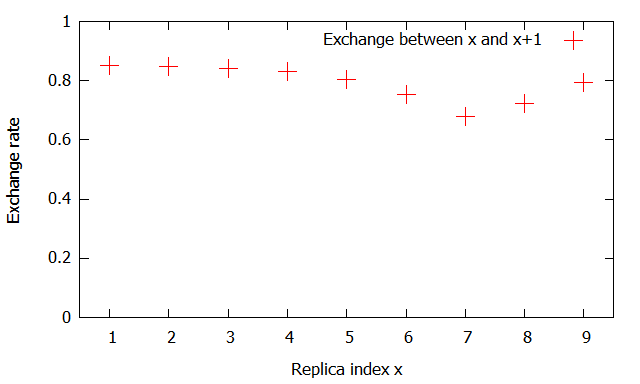 Exchange between x and x+1
1
0.8
0.6
0.4
0.2
0
Exchange rate
1 2 3 4 5 6 7 8 9
Replica index x